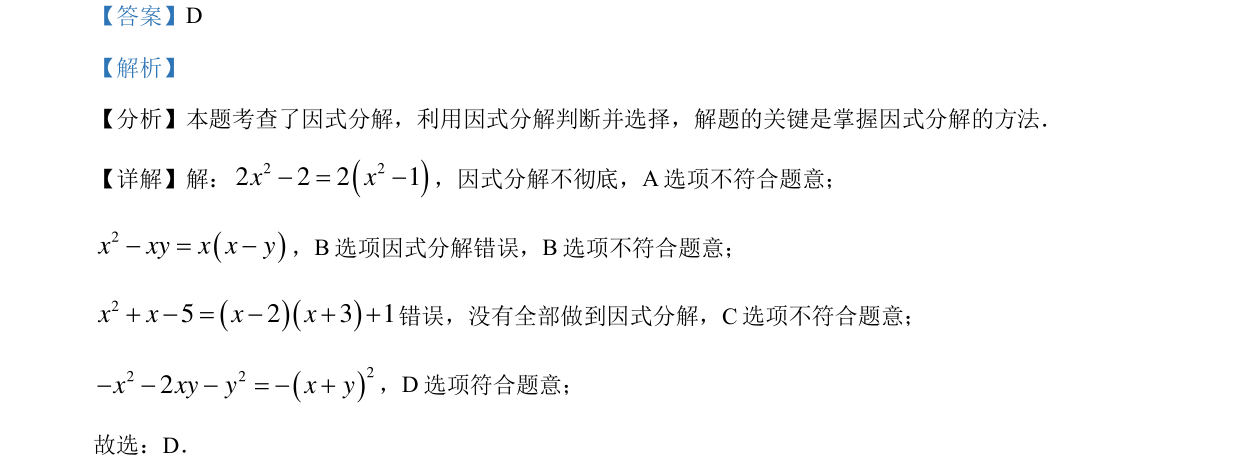 【答案】D
【解析】
【分析】本题考查了因式分解，利用因式分解判断并选择，解题的关键是掌握因式分解的方法．
【详解】解：2x²－2＝2(x²－1)，因式分解不彻底，A 选项不符合题意；
x²－xy＝x(x－y)，B 选项因式分解错误，B 选项不符合题意；
x²＋x－5＝(x－2)(x＋3)＋1错误，没有全部做到因式分解，C 选项不符合题意；
－x²－2xy－y²＝－(x＋y)²，D 选项符合题意；
故选：D．